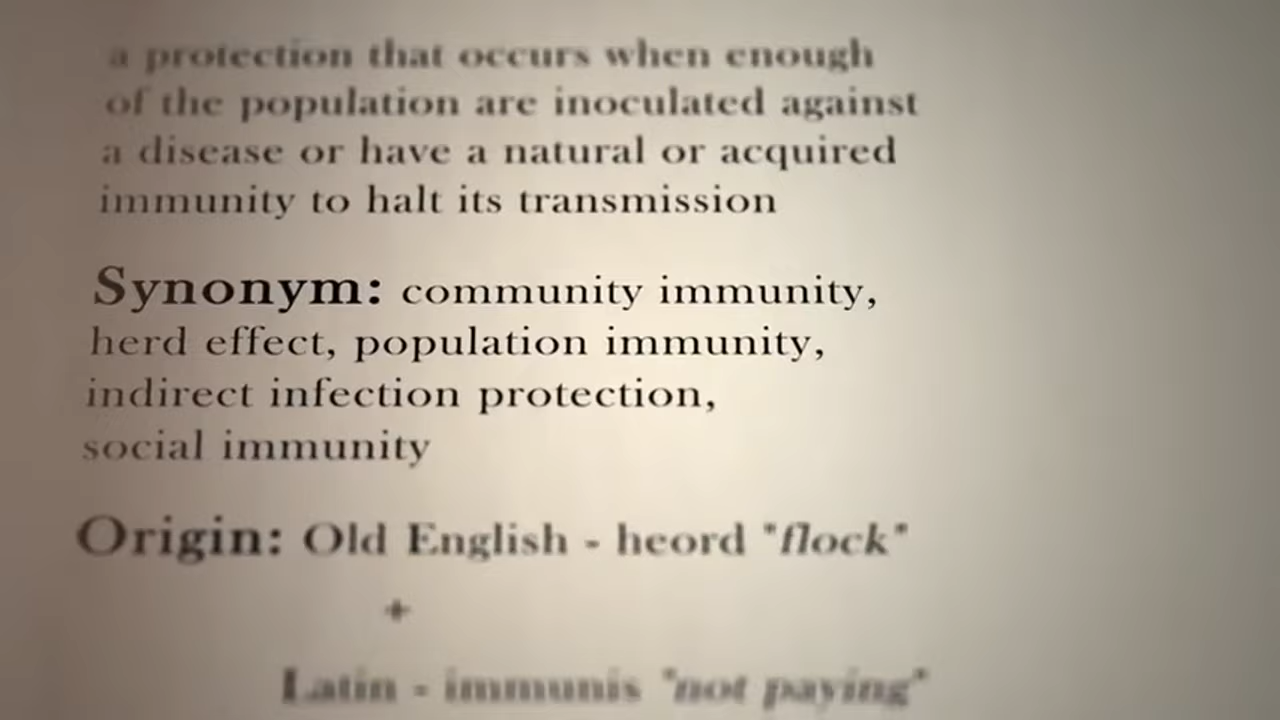 a protection that occurs when enough
of the population are inoculated against
a disease or have a natural or acquired
immunity to halt its transmission
Synonym: community immunity,
herd effect, population immunity,
indirect infection protection,
social immunity
Origin: Old English - heord "flock"
+
Latin - immunis "not paying"